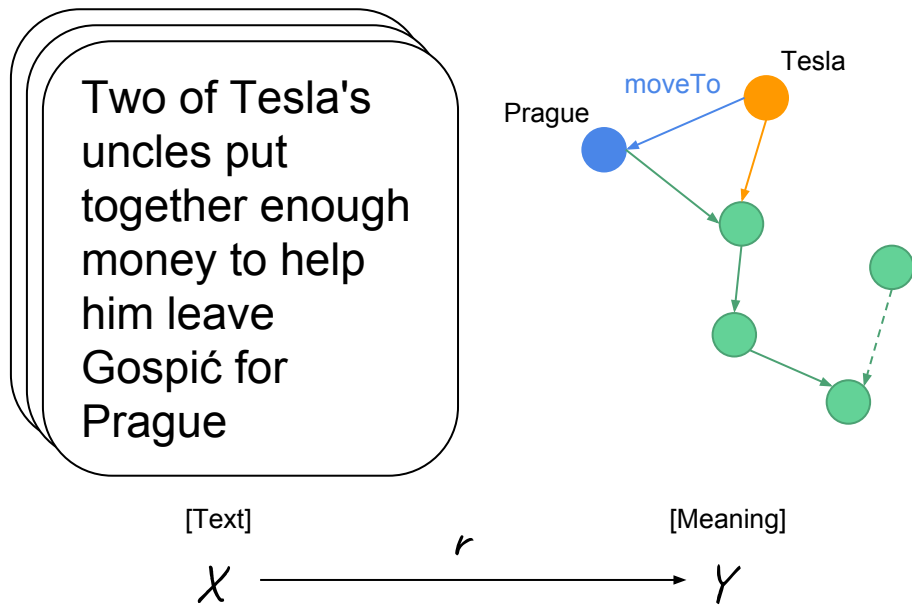 Two of Tesla's
uncles put
together enough
money to help
him leave
Gospić for
Prague
Tesla
moveTo
Prague
[Text]
[Meaning]
r
X
Y